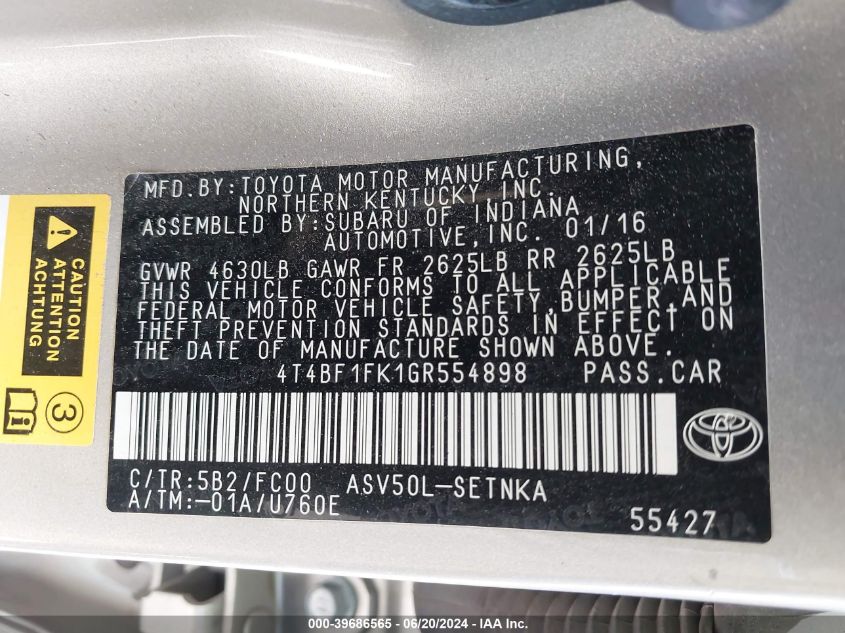 MFD.BY:TOYOTA MOTOR MANUFACTURING,
NORTHERN KENTUCKY, INC.
ASSEMBLED BY:SUBARU OF INDIANA
AUTOMOTIVE,INC. 01/16
GVWR 4630LB GAWR FR 2625LB RR 2625LB
THIS VEHICLE CONFORMS TO ALL APPLICABLE
FEDERAL MOTOR VEHICLE SAFETY,BUMPER,AND
THEFT PREVENTION STANDARDS IN EFFECT ON
THE DATE OF MANUFACTURE SHOWN ABOVE.
4T4BF1FK1GR554898 PASS.CAR
C/TR:5B2/FC00 ASV50L-SETNKA
A/TM:-01A/U760E
55427
CAUTION
ATTENTION
ACHTUNG
3
000-39686565 - 06/20/2024 - IAA Inc.